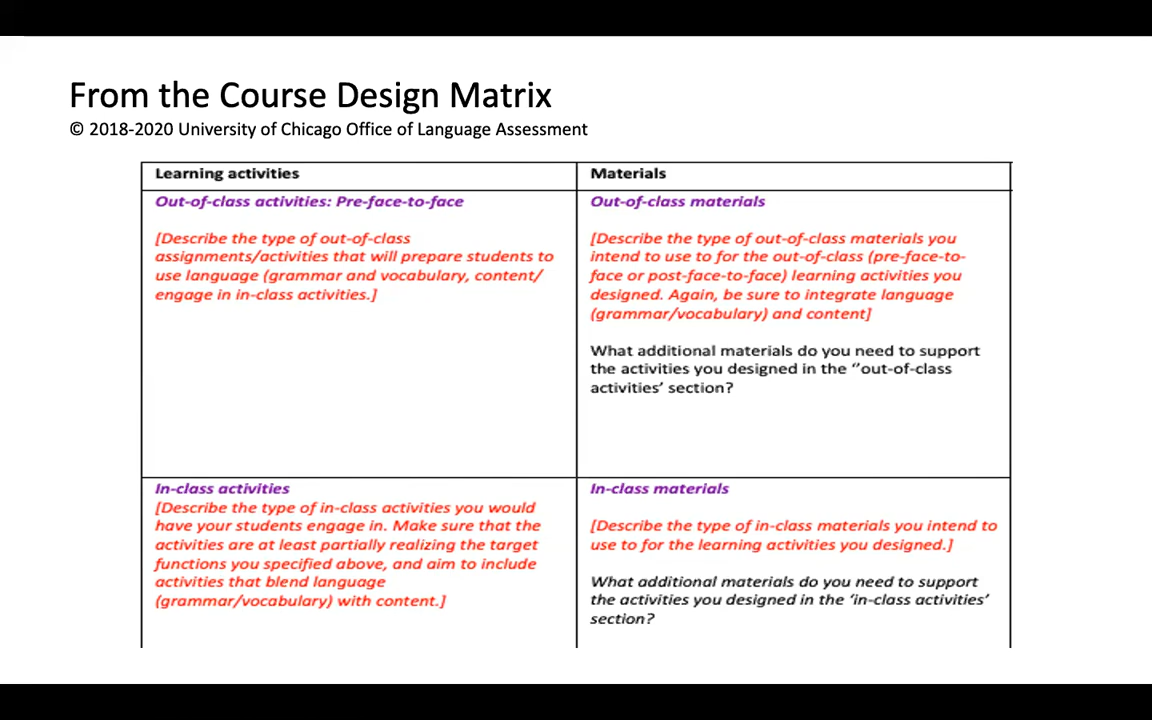 From the Course Design Matrix
© 2018-2020 University of Chicago Office of Language Assessment
Learning activities
Materials
Out-of-class activities: Pre-face-to-face
[Describe the type of out-of-class
assignments/activities that will prepare students to
use language (grammar and vocabulary, content/
engage in in-class activities.]
Out-of-class materials
[Describe the type of out-of-class materials you
intend to use to for the out-of-class (pre-face-to-
face or post-face-to-face) learning activities you
designed. Again, be sure to integrate language
(grammar/vocabulary) and content]
What additional materials do you need to support
the activities you designed in the ‘’out-of-class
activities’ section?
In-class activities
[Describe the type of in-class activities you would
have your students engage in. Make sure that the
activities are at least partially realizing the target
functions you specified above, and aim to include
activities that blend language
(grammar/vocabulary) with content.]
In-class materials
[Describe the type of in-class materials you intend to
use to for the learning activities you designed.]
What additional materials do you need to support
the activities you designed in the ‘in-class activities’
section?